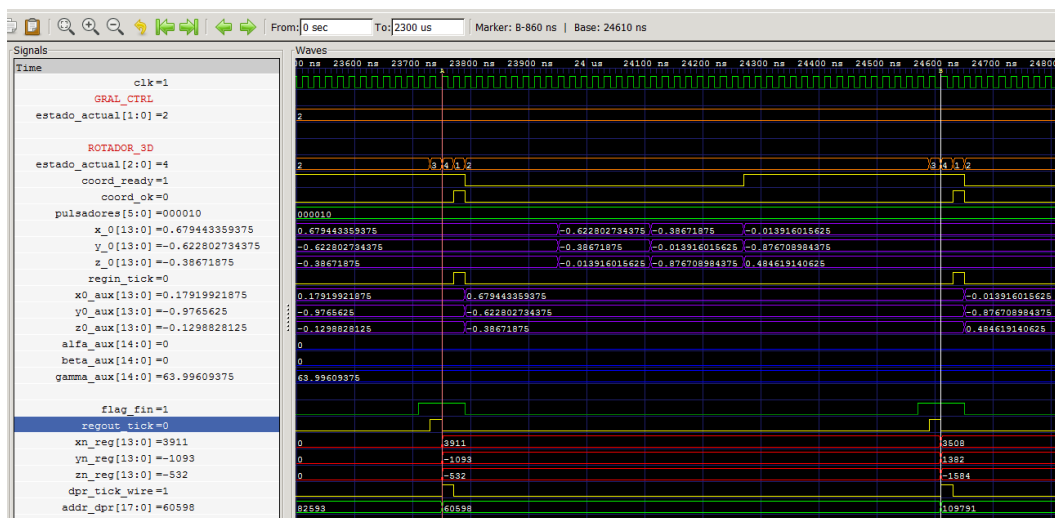 From: 0 sec To: 2300 us Marker: B-860 ns | Base: 24610 ns
Signals Waves
Time 00 ns 23600 ns 23700 ns 23800 ns 23900 ns 24 us 24100 ns 24200 ns 24300 ns 24400 ns 24500 ns 24600 ns 24700 ns 24800
A B
clk=1
GRAL_CTRL
estado_actual[1:0]=2 2
ROTADOR_3D
estado_actual[2:0]=4 2 3 4 1 2 3 4 1 2
coord_ready=1
coord_ok=0
pulsadores[5:0]=000010 000010
x_0[13:0]=0.679443359375 0.679443359375 -0.622802734375 -0.38671875 -0.013916015625
y_0[13:0]=-0.622802734375 -0.622802734375 -0.38671875 -0.013916015625 -0.876708984375
z_0[13:0]=-0.38671875 -0.38671875 -0.013916015625 -0.876708984375 0.484619140625
regin_tick=0
x0_aux[13:0]=0.17919921875 0.17919921875 0.679443359375 -0.013916015625
y0_aux[13:0]=-0.9765625 -0.9765625 -0.622802734375 -0.876708984375
z0_aux[13:0]=-0.1298828125 -0.1298828125 -0.38671875 0.484619140625
alfa_aux[14:0]=0 0
beta_aux[14:0]=0 0
gamma_aux[14:0]=63.99609375 63.99609375
flag_fin=1
regout_tick=0
xn_reg[13:0]=3911 0 3911 3508
yn_reg[13:0]=-1093 0 -1093 1382
zn_reg[13:0]=-532 0 -532 -1584
dpr_tick_wire=1
addr_dpr[17:0]=60598 82593 60598 109791